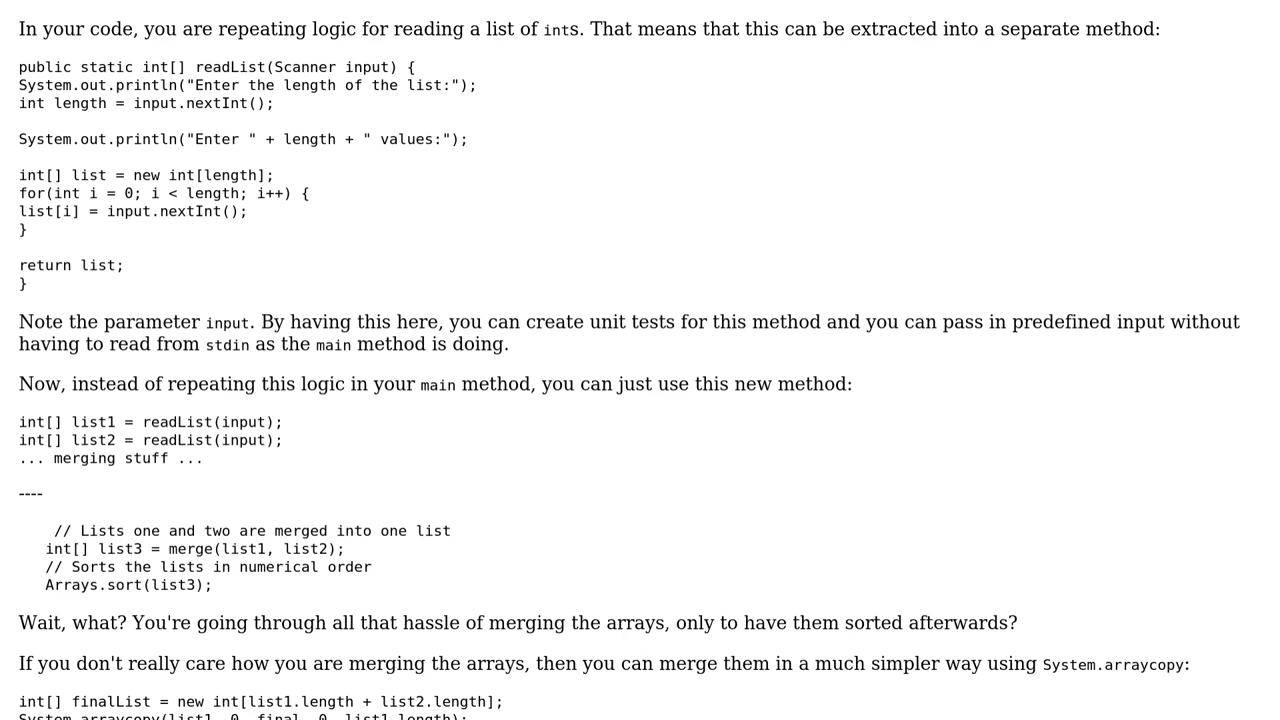 In your code, you are repeating logic for reading a list of ints. That means that this can be extracted into a separate method:
public static int[] readList(Scanner input) {
System.out.println("Enter the length of the list:");
int length = input.nextInt();
System.out.println("Enter " + length + " values:");
int[] list = new int[length];
for(int i = 0; i < length; i++) {
list[i] = input.nextInt();
}
return list;
}
Note the parameter input. By having this here, you can create unit tests for this method and you can pass in predefined input without
having to read from stdin as the main method is doing.
Now, instead of repeating this logic in your main method, you can just use this new method:
int[] list1 = readList(input);
int[] list2 = readList(input);
... merging stuff ...
----
// Lists one and two are merged into one list
int[] list3 = merge(list1, list2);
// Sorts the lists in numerical order
Arrays.sort(list3);
Wait, what? You're going through all that hassle of merging the arrays, only to have them sorted afterwards?
If you don't really care how you are merging the arrays, then you can merge them in a much simpler way using System.arraycopy:
int[] finalList = new int[list1.length + list2.length];
System.arraycopy(list1, 0, final, 0, list1.length);